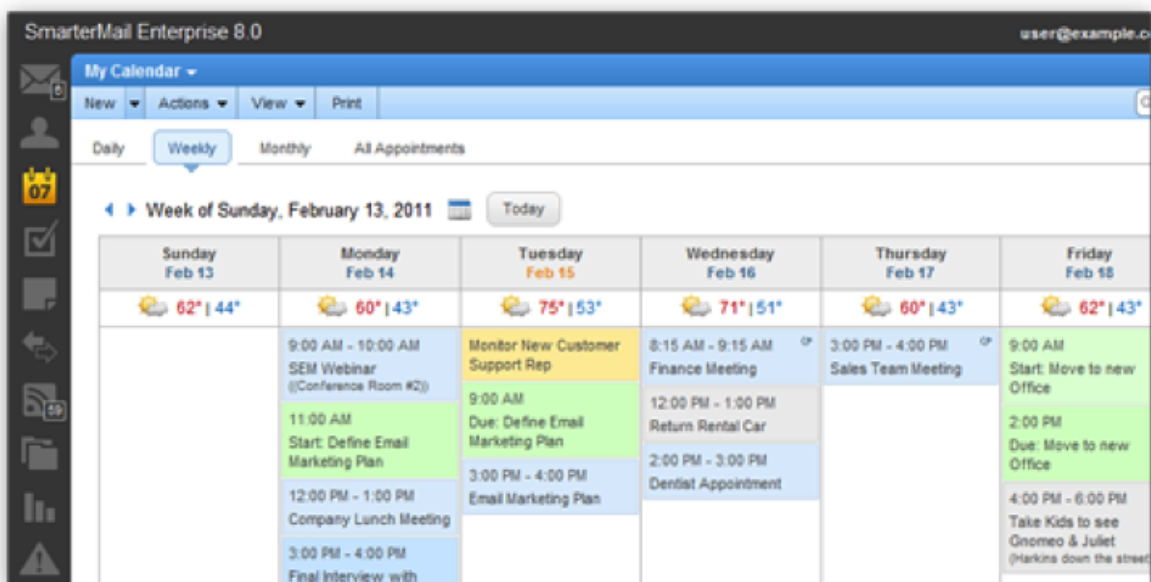 SmarterMail Enterprise 8.0
user@example.c
My Calendar
New Actions View Print
Daily Weekly Monthly All Appointments
07
Week of Sunday, February 13, 2011 Today
Sunday Monday Tuesday Wednesday Thursday Friday
Feb 13 Feb 14 Feb 15 Feb 16 Feb 17 Feb 18
62°|44° 60°|43° 75°|53° 71°|51° 60°|43° 62°|43°
9:00 AM - 10:00 AM
SEM Webinar
((Conference Room #2))
11:00 AM
Start: Define Email
Marketing Plan
12:00 PM - 1:00 PM
Company Lunch Meeting
3:00 PM - 4:00 PM
Final Interview with
Monitor New Customer
Support Rep
9:00 AM
Due: Define Email
Marketing Plan
3:00 PM - 4:00 PM
Email Marketing Plan
8:15 AM - 9:15 AM
Finance Meeting
12:00 PM - 1:00 PM
Return Rental Car
2:00 PM - 3:00 PM
Dentist Appointment
3:00 PM - 4:00 PM
Sales Team Meeting
9:00 AM
Start: Move to new
Office
2:00 PM
Due: Move to new
Office
4:00 PM - 6:00 PM
Take Kids to see
Gnomeo & Juliet
(Harkins down the street